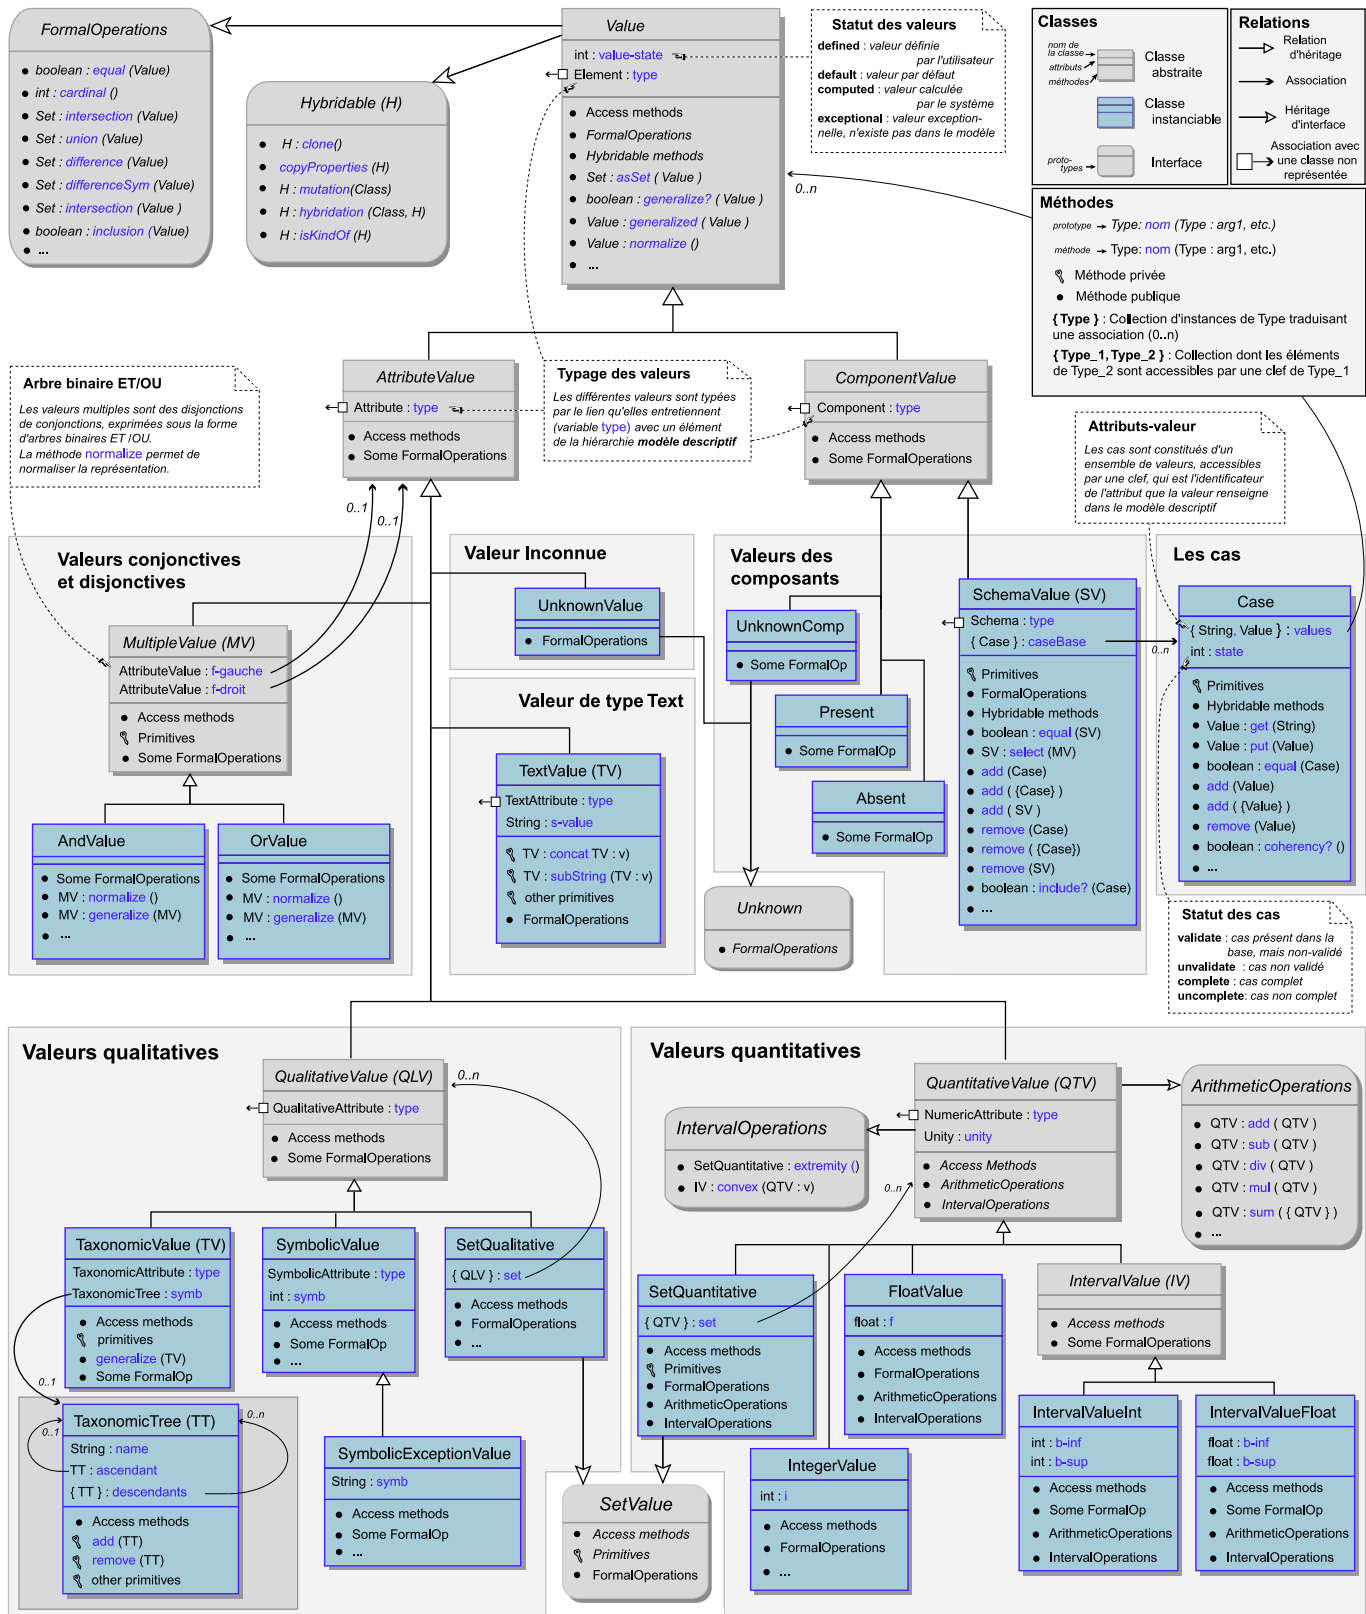 FormalOperations
● boolean : equal (Value)
● int : cardinal ()
● Set : intersection (Value)
● Set : union (Value)
● Set : difference (Value)
● Set : differenceSym (Value)
● Set : intersection (Value )
● boolean : inclusion (Value)
● ...
Hybridable (H)
● H : clone()
● copyProperties (H)
● H : mutation(Class)
● H : hybridation (Class, H)
● H : isKindOf (H)
Value
int : value-state
Element : type
● Access methods
● FormalOperations
● Hybridable methods
● Set : asSet ( Value )
● boolean : generalize? ( Value )
● Value : generalized ( Value )
● Value : normalize ()
● ...
Statut des valeurs
defined : valeur définie
par l'utilisateur
default : valeur par défaut
computed : valeur calculée
par le système
exceptional : valeur exception-
nelle, n'existe pas dans le modèle
0..n
Classes
nom de
la classe
attributs
méthodes
Classe
abstraite
Classe
instanciable
proto-
types
Interface
Relations
Relation
d'héritage
Association
Héritage
d'interface
Association avec
une classe non
représentée
Méthodes
prototype Type: nom (Type : arg1, etc.)
méthode Type: nom (Type : arg1, etc.)
Méthode privée
● Méthode publique
{ Type } : Collection d'instances de Type traduisant
une association (0..n)
{ Type_1, Type_2 } : Collection dont les éléments
de Type_2 sont accessibles par une clef de Type_1
Arbre binaire ET/OU
Les valeurs multiples sont des disjonctions
de conjonctions, exprimées sous la forme
d'arbres binaires ET /OU.
La méthode normalize permet de
normaliser la représentation.
AttributeValue
Attribute : type
● Access methods
● Some FormalOperations
Typage des valeurs
Les différentes valeurs sont typées
par le lien qu'elles entretiennent
(variable type) avec un élément
de la hiérarchie modèle descriptif
ComponentValue
Component : type
● Access methods
● Some FormalOperations
Attributs-valeur
Les cas sont constitués d'un
ensemble de valeurs, accessibles
par une clef, qui est l'identificateur
de l'attribut que la valeur renseigne
dans le modèle descriptif
0..1
0..1
Valeurs conjonctives
et disjonctives
MultipleValue (MV)
AttributeValue : f-gauche
AttributeValue : f-droit
● Access methods
Primitives
● Some FormalOperations
AndValue
● Some FormalOperations
● MV : normalize ()
● MV : generalize (MV)
● ...
OrValue
● Some FormalOperations
● MV : normalize ()
● MV : generalize (MV)
● ...
Valeur Inconnue
UnknownValue
● FormalOperations
Valeur de type Text
TextValue (TV)
TextAttribute : type
String : s-value
TV : concat TV : v)
TV : subString (TV : v)
other primitives
● FormalOperations
Valeurs des
composants
UnknownComp
● Some FormalOp
Present
● Some FormalOp
Absent
● Some FormalOp
Unknown
● FormalOperations
SchemaValue (SV)
Schema : type
{ Case } : caseBase
Primitives
● FormalOperations
● Hybridable methods
● boolean : equal (SV)
● SV : select (MV)
● add (Case)
● add ( {Case} )
● add ( SV )
● remove (Case)
● remove ( {Case})
● remove (SV)
● boolean : include? (Case)
● ...
0..n
Les cas
Case
{ String, Value } : values
int : state
Primitives
● Hybridable methods
● Value : get (String)
● Value : put (Value)
● boolean : equal (Case)
● add (Value)
● add ( {Value} )
● remove (Value)
● boolean : coherency? ()
● ...
Statut des cas
validate : cas présent dans la
base, mais non-validé
unvalidate : cas non validé
complete : cas complet
uncomplete: cas non complet
Valeurs qualitatives
QualitativeValue (QLV)
QualitativeAttribute : type
● Access methods
● Some FormalOperations
0..n
TaxonomicValue (TV)
TaxonomicAttribute : type
TaxonomicTree : symb
● Access methods
primitives
● generalize (TV)
● Some FormalOp
SymbolicValue
SymbolicAttribute : type
int : symb
● Access methods
● Some FormalOp
● ...
SetQualitative
{ QLV } : set
● Access methods
● FormalOperations
● ...
0..1
TaxonomicTree (TT)
String : name
TT : ascendant
{ TT } : descendants
● Access methods
add (TT)
remove (TT)
other primitives
0..1
0..n
SymbolicExceptionValue
String : symb
● Access methods
● Some FormalOp
● ...
SetValue
● Access methods
Primitives
● FormalOperations
Valeurs quantitatives
IntervalOperations
● SetQuantitative : extremity ()
● IV : convex (QTV : v)
QuantitativeValue (QTV)
NumericAttribute : type
Unity : unity
● Access Methods
● ArithmeticOperations
● IntervalOperations
0..n
ArithmeticOperations
● QTV : add ( QTV )
● QTV : sub ( QTV )
● QTV : div ( QTV )
● QTV : mul ( QTV )
● QTV : sum ( { QTV } )
● ...
SetQuantitative
{ QTV } : set
● Access methods
Primitives
● FormalOperations
● ArithmeticOperations
● IntervalOperations
FloatValue
float : f
● Access methods
● FormalOperations
● ArithmeticOperations
● IntervalOperations
IntervalValue (IV)
● Access methods
● Some FormalOperations
IntegerValue
int : i
● Access methods
● FormalOperations
● ...
IntervalValueInt
int : b-inf
int : b-sup
● Access methods
● Some FormalOp
● ArithmeticOperations
● IntervalOperations
IntervalValueFloat
float : b-inf
float : b-sup
● Access methods
● Some FormalOp
● ArithmeticOperations
● IntervalOperations